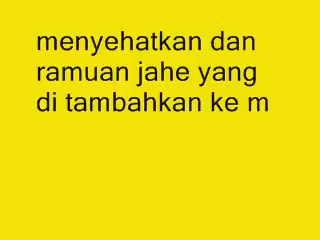 menyehatkan dan
ramuan jahe yang
di tambahkan ke m